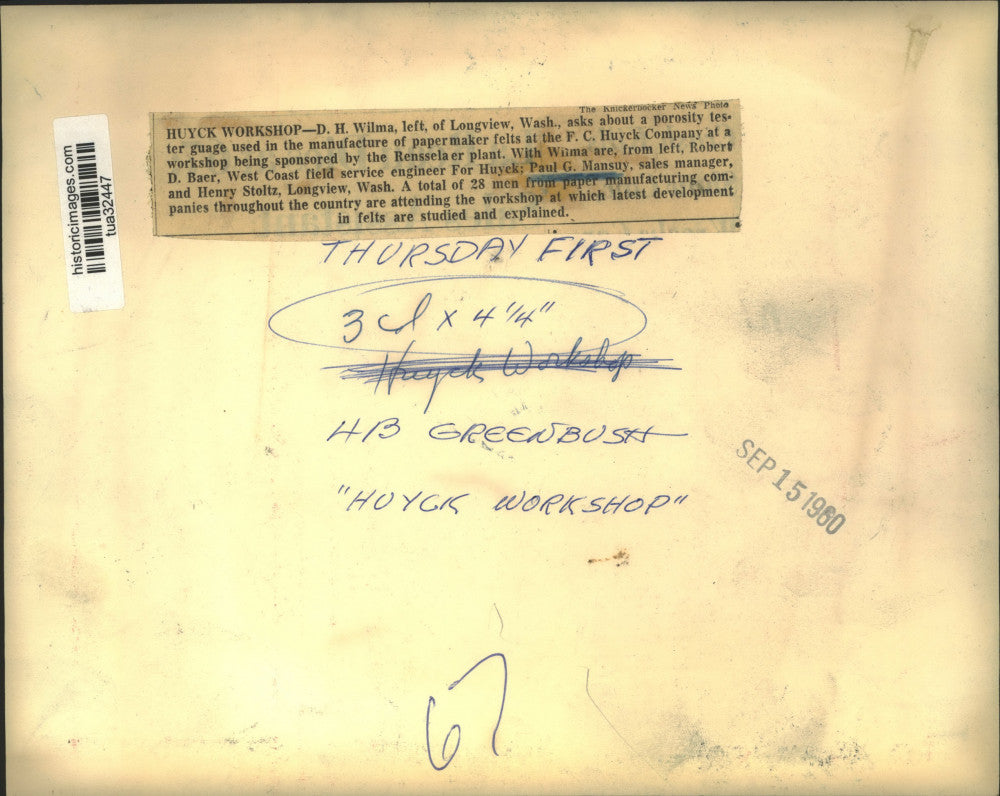 The Knickerbocker News Photo
HUYCK WORKSHOP—D. H. Wilma, left, of Longview, Wash., asks about a porosity tes-
ter guage used in the manufacture of papermaker felts at the F. C. Huyck Company at a
workshop being sponsored by the Rensselaer plant. With Wilma are, from left, Robert
D. Baer, West Coast field service engineer For Huyck; Paul G. Mansuy, sales manager,
and Henry Stoltz, Longview, Wash. A total of 28 men from paper manufacturing com-
panies throughout the country are attending the workshop at which latest development
in felts are studied and explained.
historicimages.com
tua32447
THURSDAY FIRST
3 cl x 4 1/4"
Huyck Workshop
HB GREENBUSH
"HUYCK WORKSHOP"
SEP 15 1960
67